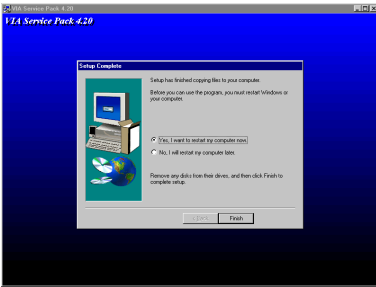 VIA Service Pack 4.20
VIA Service Pack 4.20
Setup Complete
Setup has finished copying files to your computer.
Before you can use the program, you must restart Windows or
your computer.
Yes, I want to restart my computer now.
No, I will restart my computer later.
Remove any disks from their drives, and then click Finish to
complete setup.
< Back
Finish